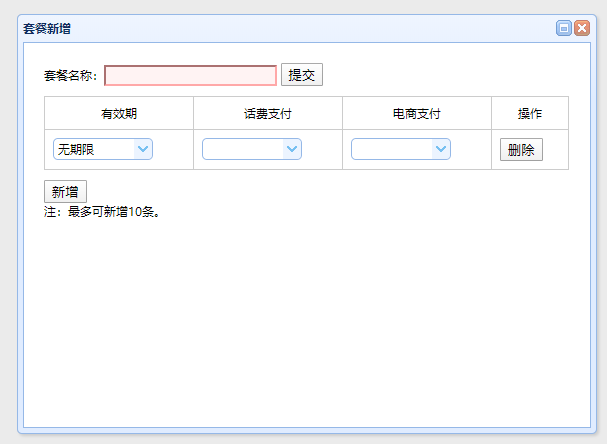 套餐新增
套餐名称： 提交
有效期 话费支付 电商支付 操作
无期限 删除
新增
注：最多可新增10条。